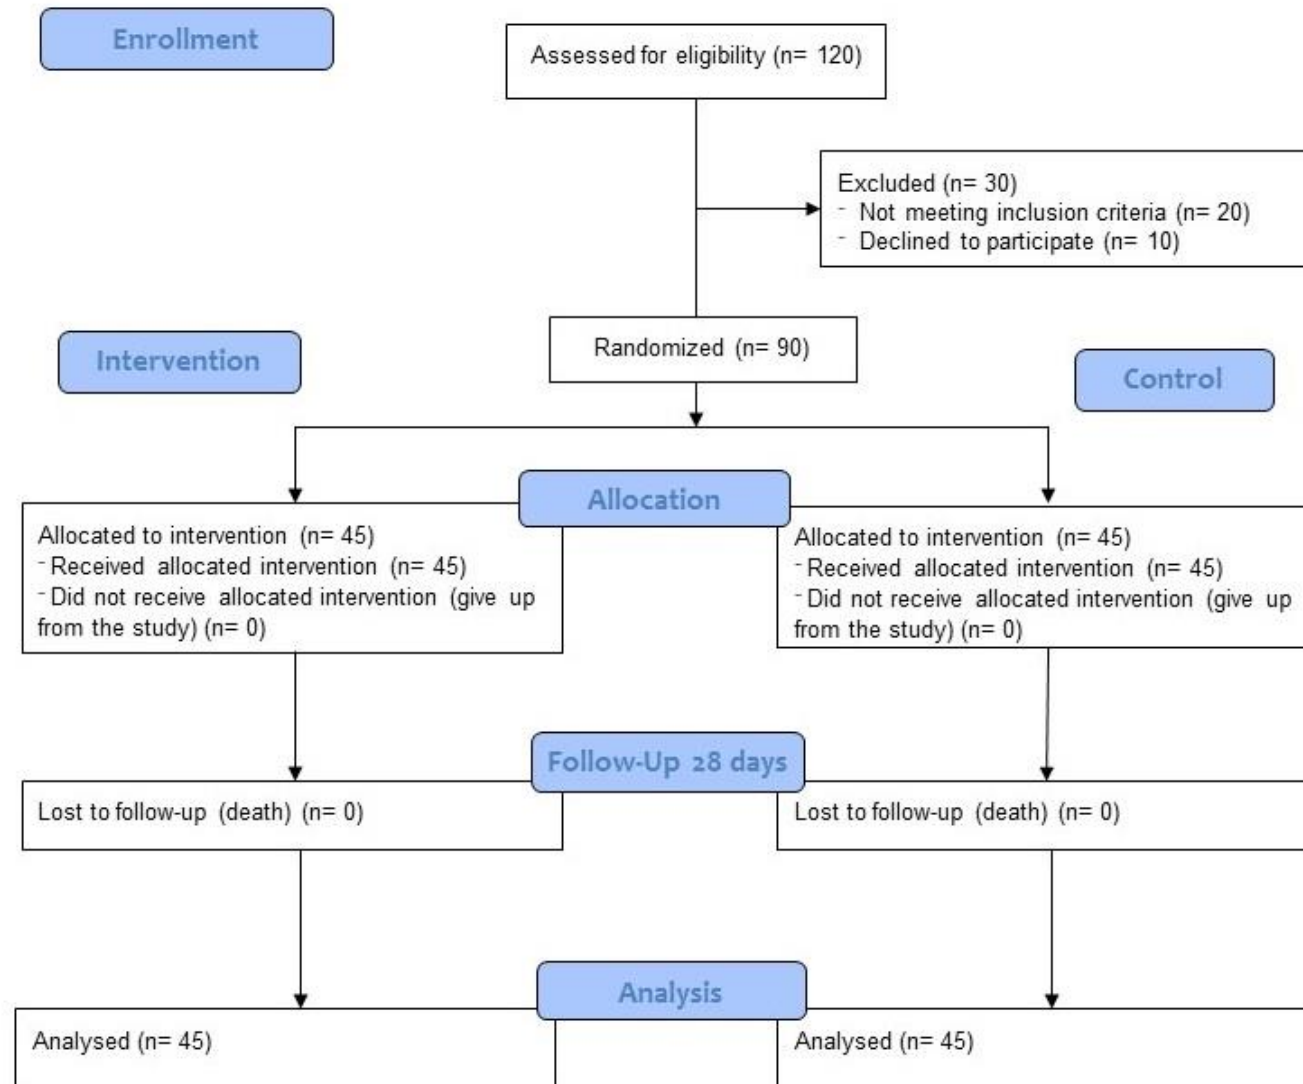 Enrollment
Assessed for eligibility (n= 120)
Excluded (n= 30)
- Not meeting inclusion criteria (n= 20)
- Declined to participate (n= 10)
Randomized (n= 90)
Intervention
Control
Allocation
Allocated to intervention (n= 45)
- Received allocated intervention (n= 45)
- Did not receive allocated intervention (give up
from the study) (n= 0)
Allocated to intervention (n= 45)
- Received allocated intervention (n= 45)
- Did not receive allocated intervention (give up
from the study) (n= 0)
Follow-Up 28 days
Lost to follow-up (death) (n= 0)
Lost to follow-up (death) (n= 0)
Analysis
Analysed (n= 45)
Analysed (n= 45)